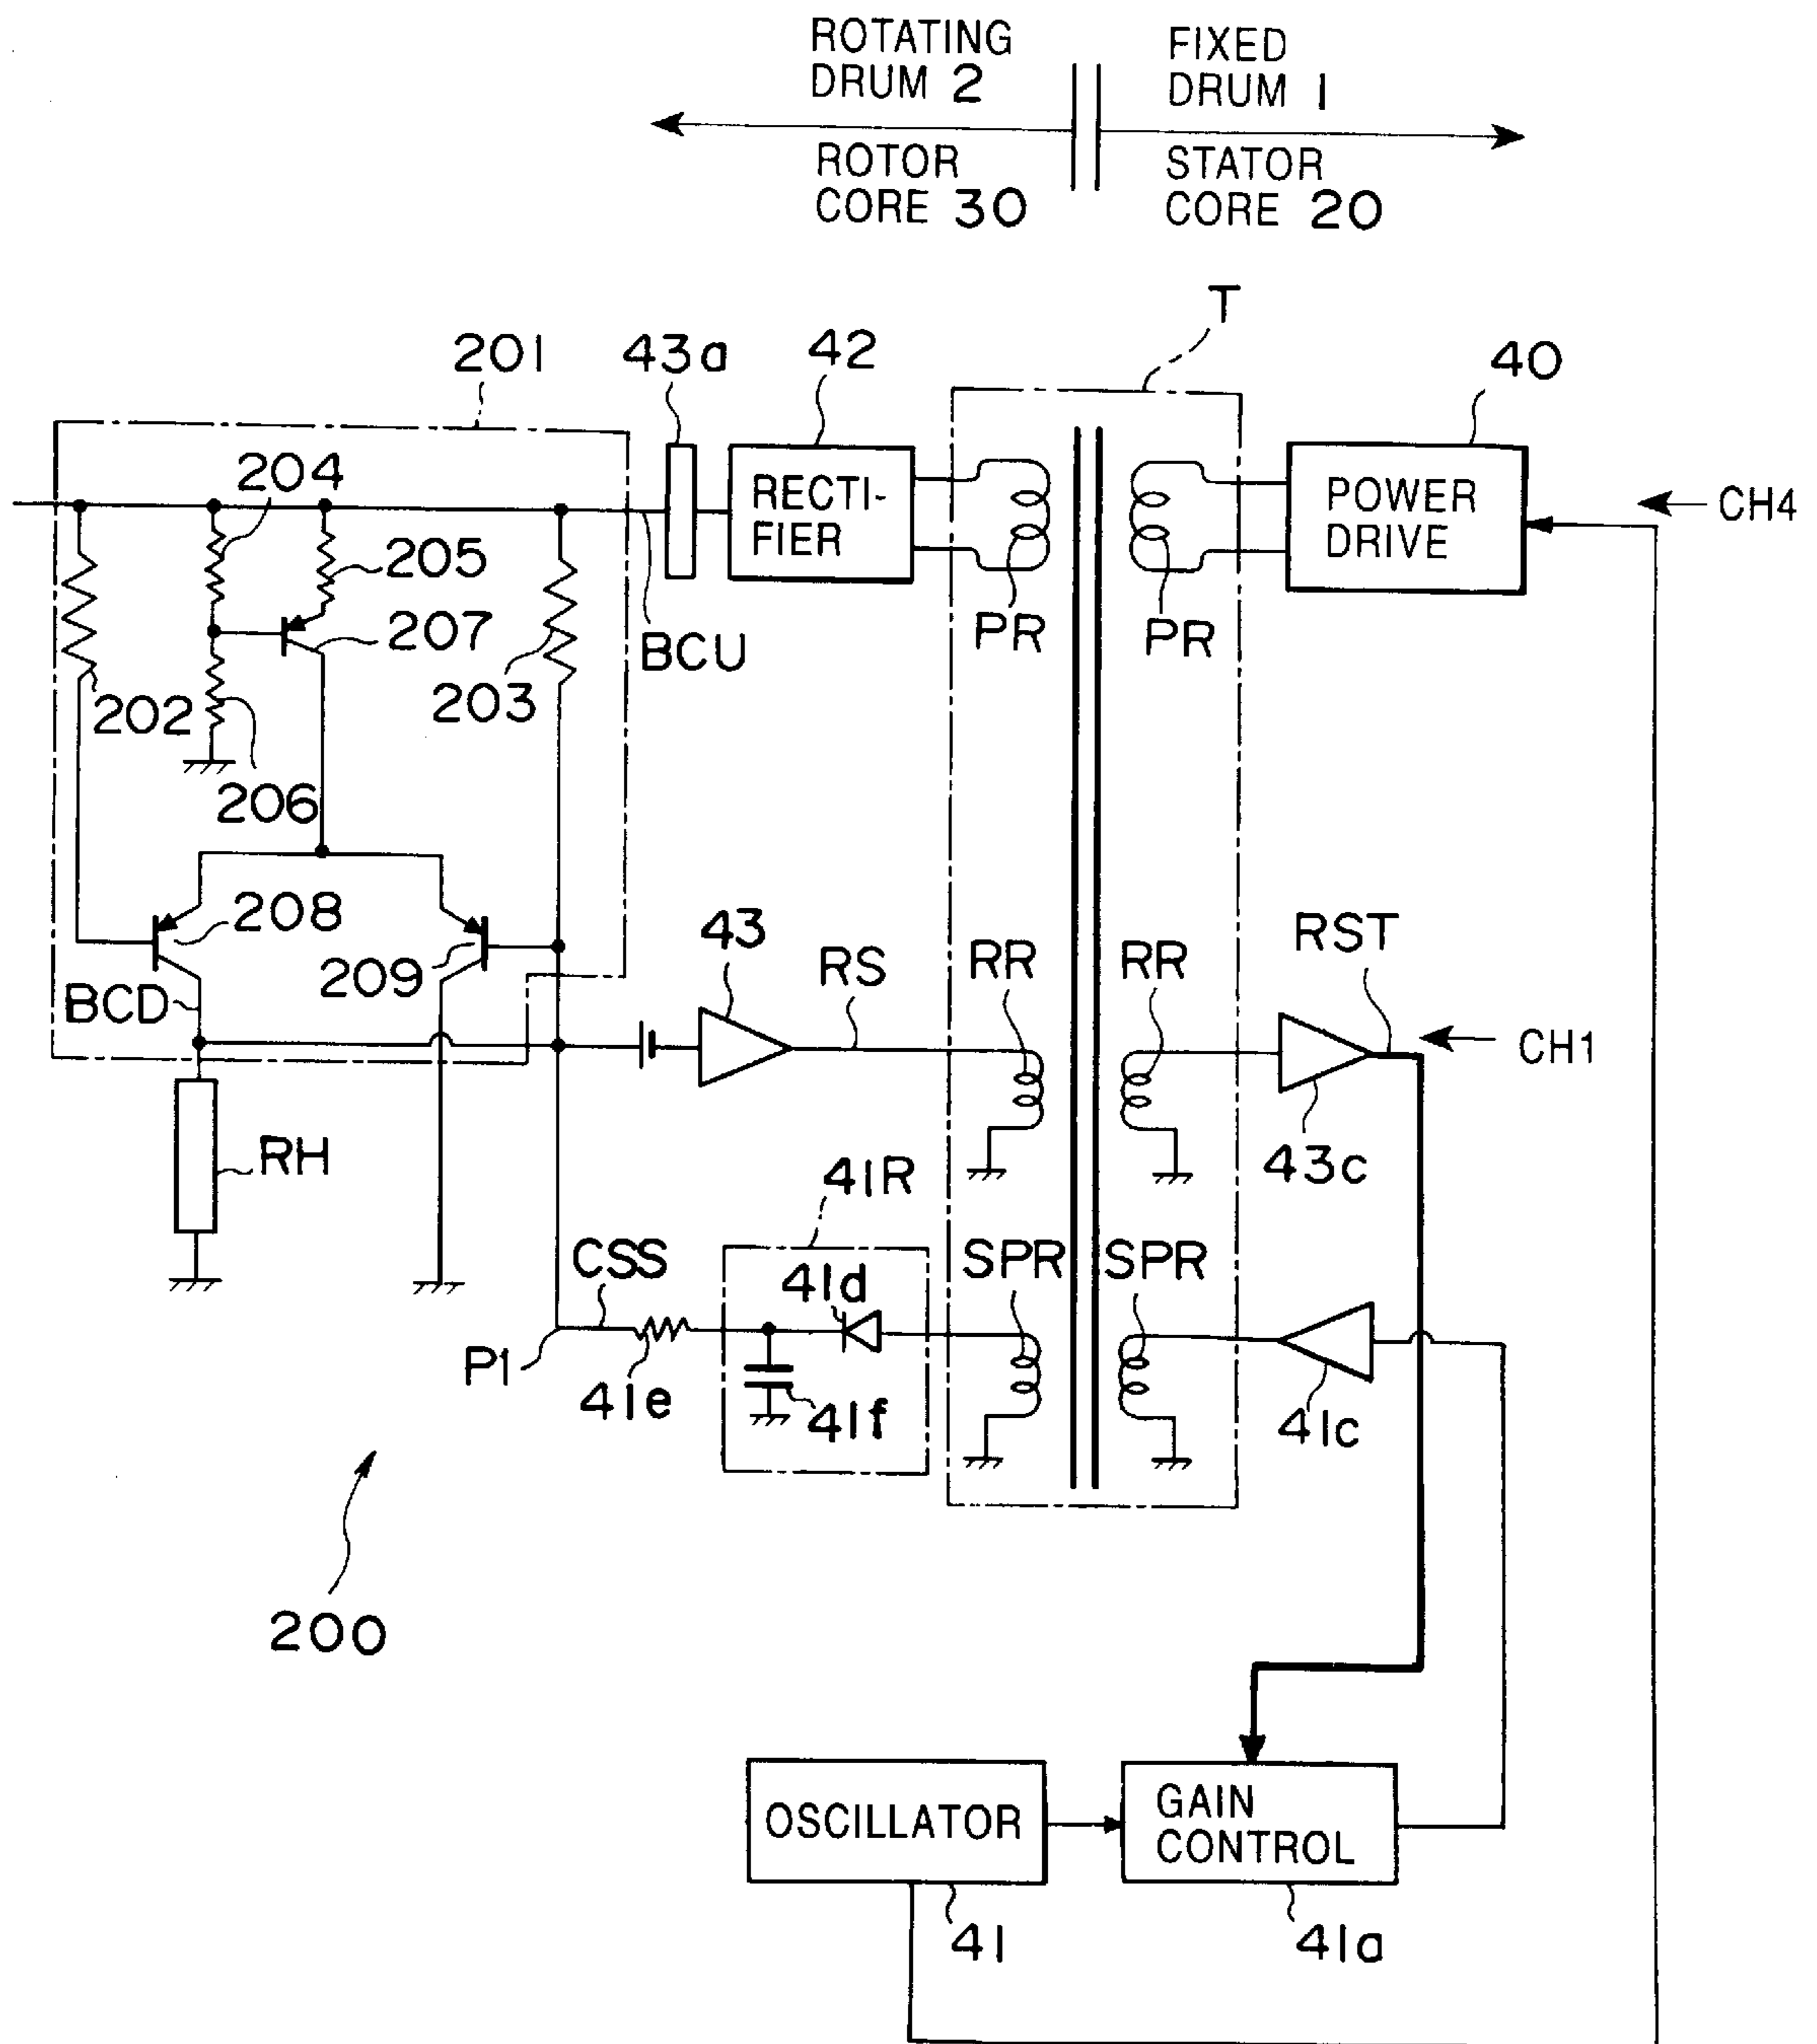 ROTATING
DRUM 2
FIXED
DRUM 1
ROTOR
CORE 30
STATOR
CORE 20
T
201
43a
42
40
204
RECTI-
FIER
POWER
DRIVE
CH4
205
207
BCU
PR
PR
202
203
206
208
43
RS
RR
RR
RST
209
BCD
CH1
RH
43c
41R
CSS
41d
SPR
SPR
P1
41e
41f
41c
200
OSCILLATOR
GAIN
CONTROL
41
41a